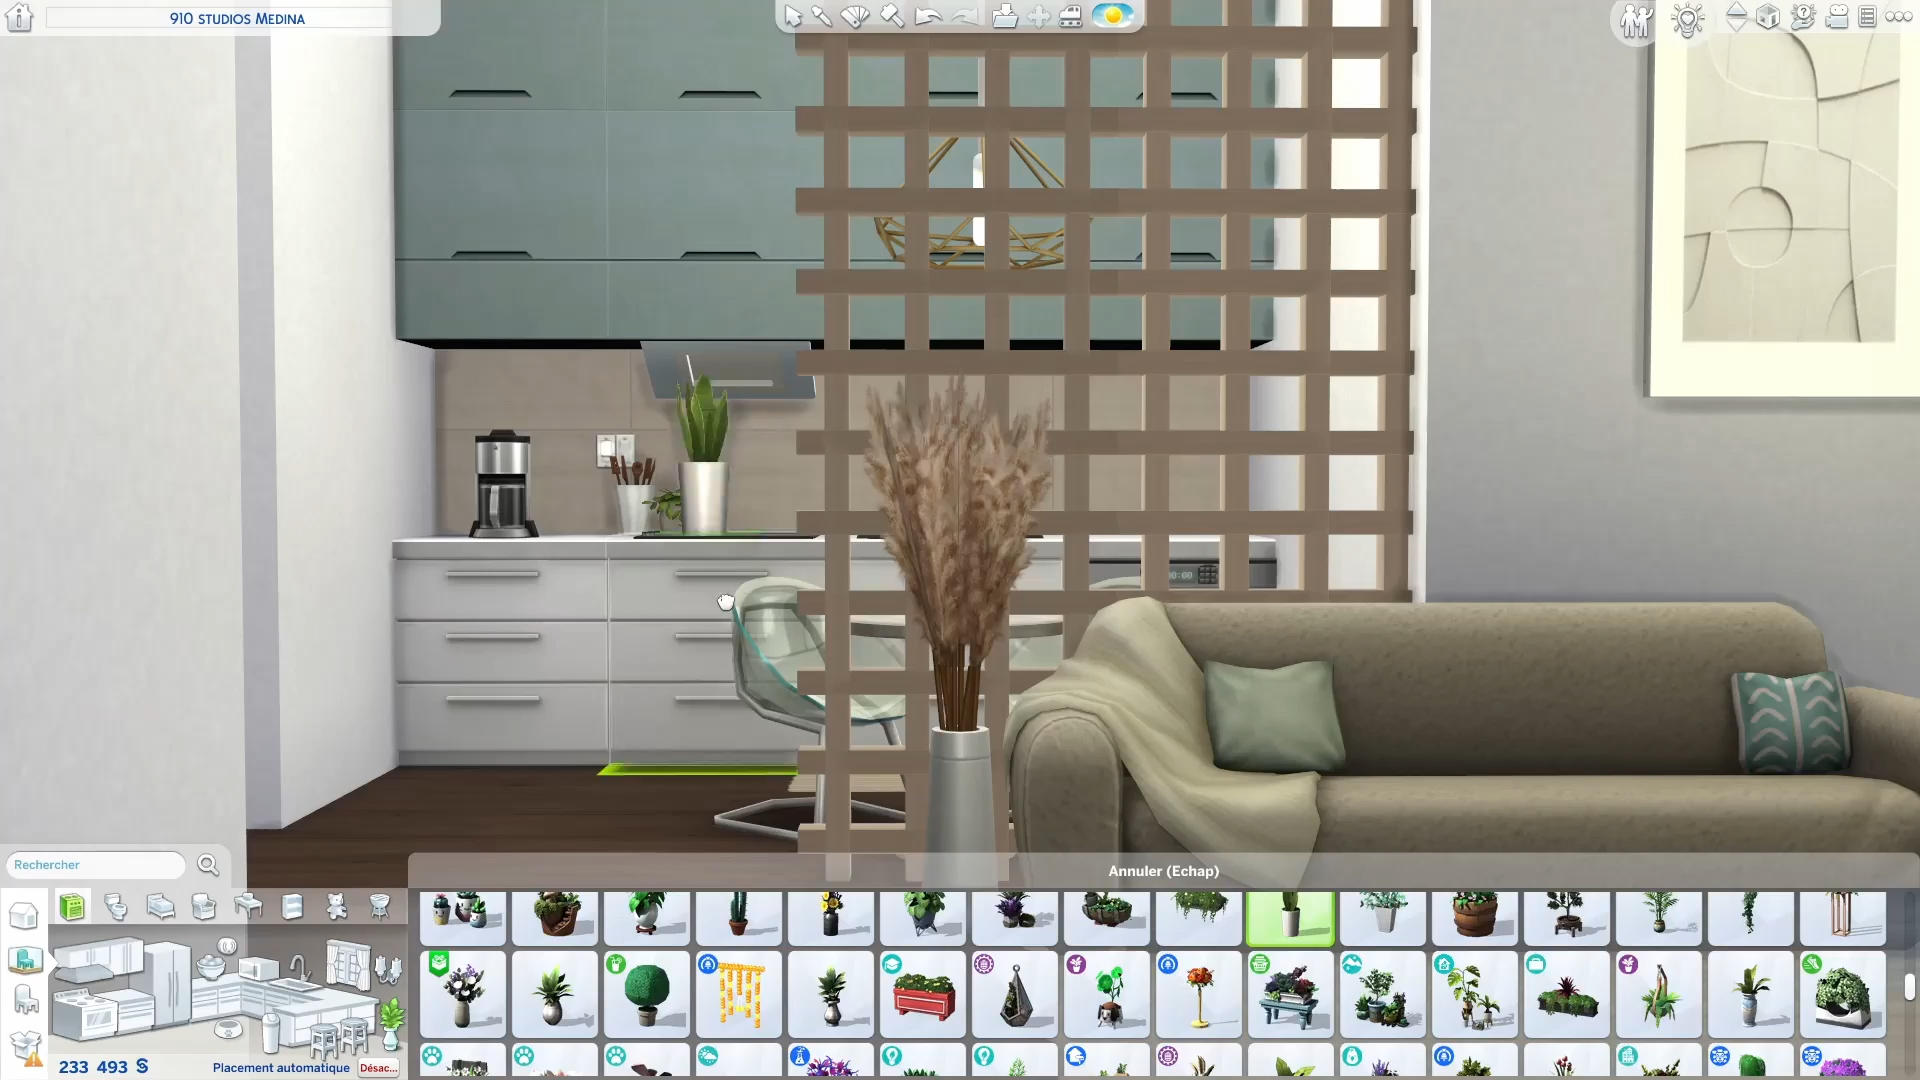 910 studios Medina
Rechercher
Annuler (Echap)
233 493 §
Placement automatique
Désac...